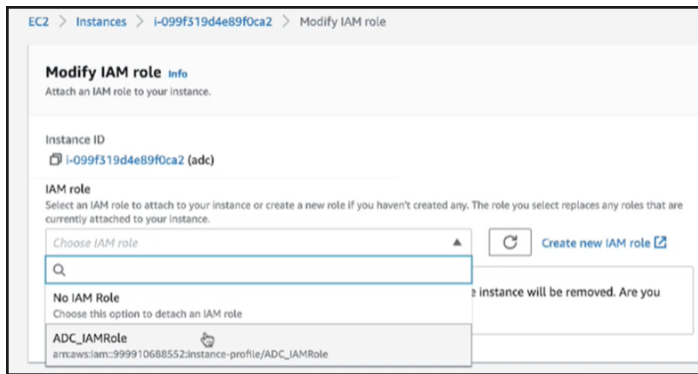 EC2 > Instances > i-099f319d4e89f0ca2 > Modify IAM role
Modify IAM role Info
Attach an IAM role to your instance.
Instance ID
i-099f319d4e89f0ca2 (adc)
IAM role
Select an IAM role to attach to your instance or create a new role if you haven't created any. The role you select replaces any roles that are
currently attached to your instance.
Choose IAM role
Create new IAM role
No IAM Role
Choose this option to detach an IAM role
instance will be removed. Are you
ADC_IAMRole
arn:aws:iam::999910688552:instance-profile/ADC_IAMRole